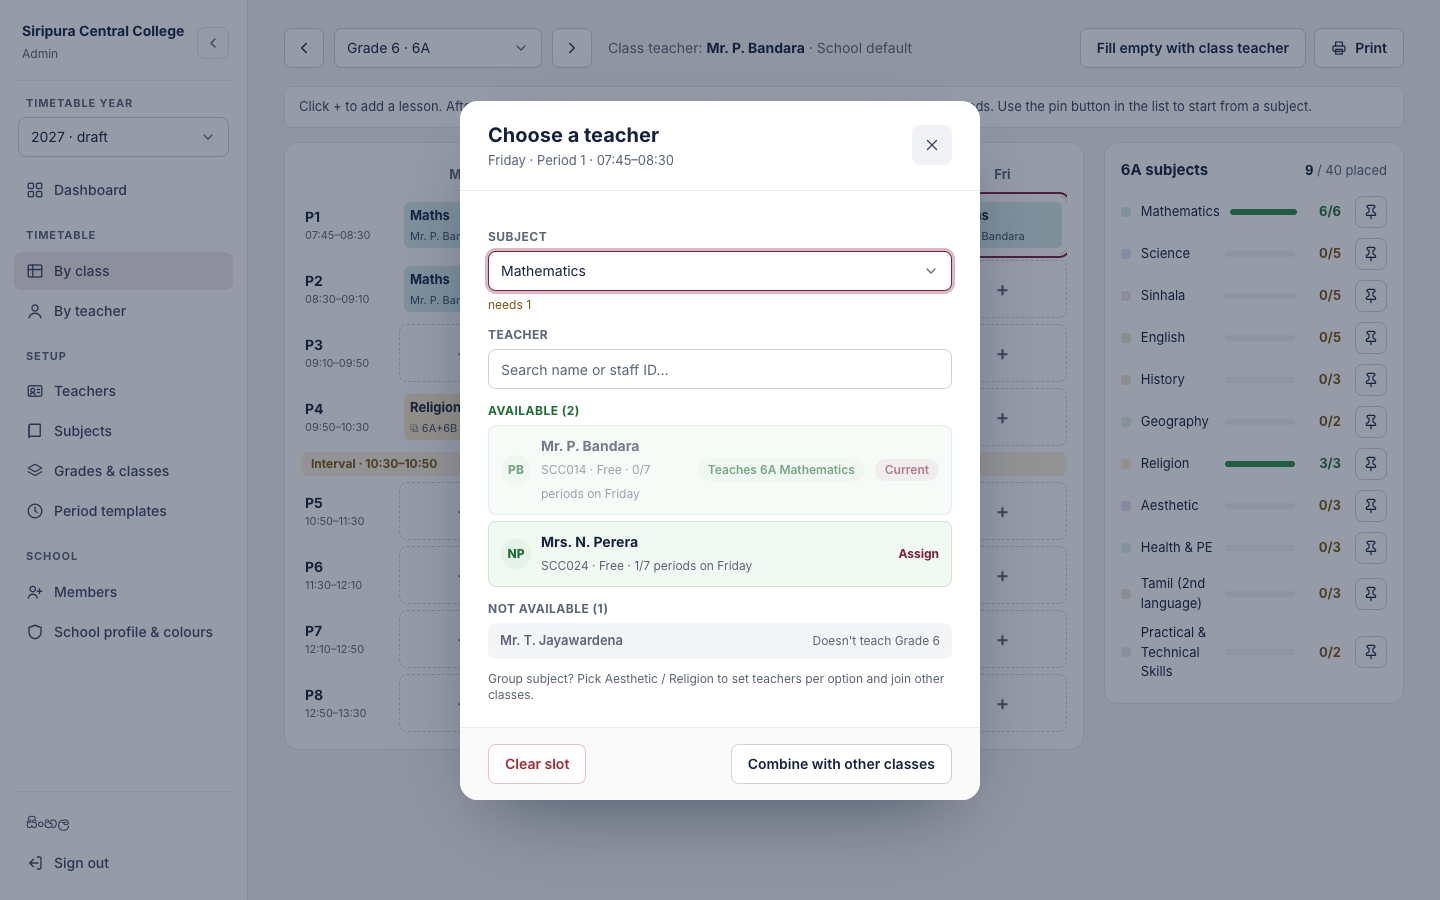 Siripura Central College
Admin
TIMETABLE YEAR
2027 · draft
Dashboard
TIMETABLE
By class
By teacher
SETUP
Teachers
Subjects
Grades & classes
Period templates
SCHOOL
Members
School profile & colours
සිංහල
Sign out
Grade 6 · 6A
Class teacher: Mr. P. Bandara · School default
Fill empty with class teacher
Print
Click + to add a lesson.
Use the pin button in the list to start from a subject.
Fri
P1
07:45–08:30
Maths
Bandara
P2
08:30–09:10
Maths
+
P3
09:10–09:50
+
P4
09:50–10:30
Religion
6A+6B
+
Interval · 10:30–10:50
P5
10:50–11:30
+
P6
11:30–12:10
+
P7
12:10–12:50
+
P8
12:50–13:30
+
Choose a teacher
Friday · Period 1 · 07:45–08:30
SUBJECT
Mathematics
needs 1
TEACHER
Search name or staff ID...
AVAILABLE (2)
PB
Mr. P. Bandara
SCC014 · Free · 0/7
periods on Friday
Teaches 6A Mathematics
Current
NP
Mrs. N. Perera
SCC024 · Free · 1/7 periods on Friday
Assign
NOT AVAILABLE (1)
Mr. T. Jayawardena
Doesn't teach Grade 6
Group subject? Pick Aesthetic / Religion to set teachers per option and join other
classes.
Clear slot
Combine with other classes
6A subjects
9 / 40 placed
Mathematics 6/6
Science 0/5
Sinhala 0/5
English 0/5
History 0/3
Geography 0/2
Religion 3/3
Aesthetic 0/3
Health & PE 0/3
Tamil (2nd
language) 0/3
Practical &
Technical
Skills 0/2